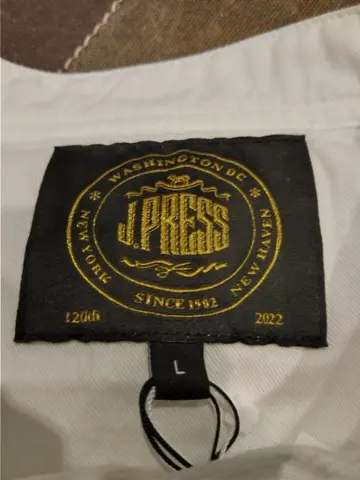 WASHINGTON DC
* NEW YORK
NEW HAVEN *
J.PRESS
SINCE 1902
120th
2022
L